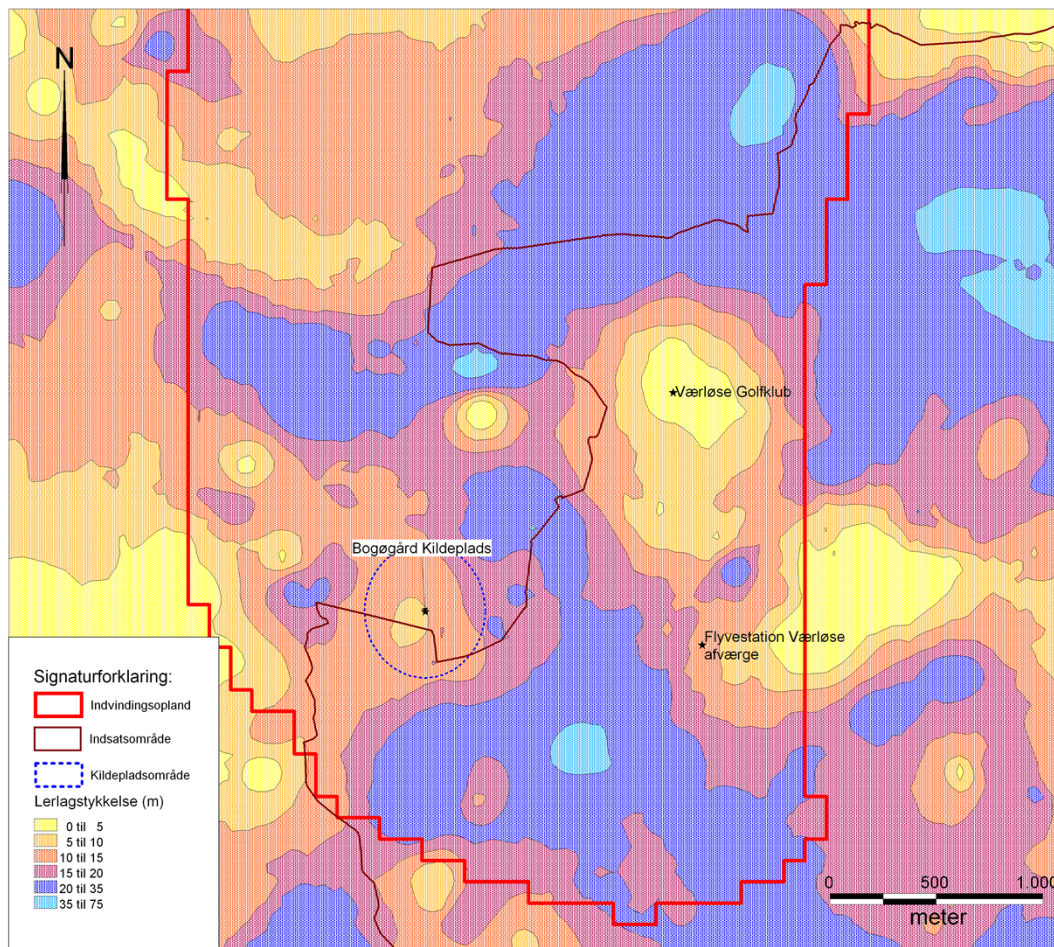 N
Værløse Golfklub
Bogøgård Kildeplads
Flyvestation Værløse
afværge
Signaturforklaring:
Indvindingsopland
Indsatsområde
Kildepladsområde
Lerlagstykkelse (m)
0 til 5
5 til 10
10 til 15
15 til 20
20 til 35
35 til 75
0 500 1.000
meter